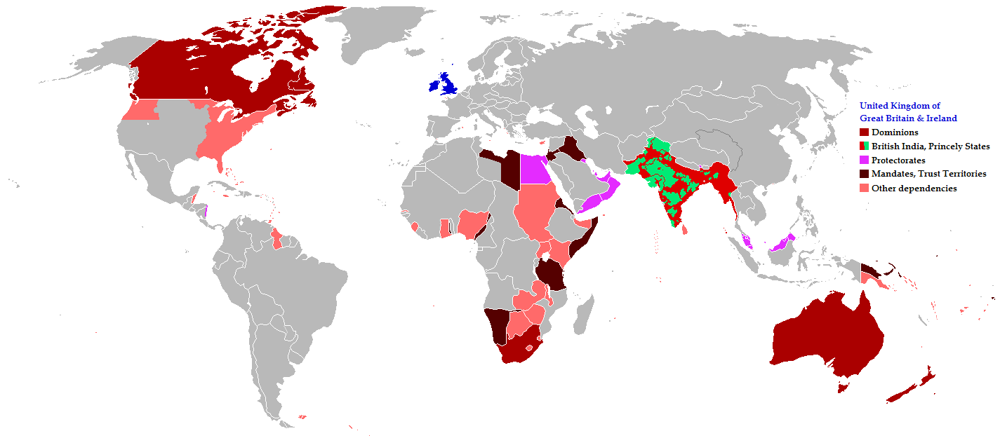 United Kingdom of
Great Britain & Ireland
Dominions
British India, Princely States
Protectorates
Mandates, Trust Territories
Other dependencies